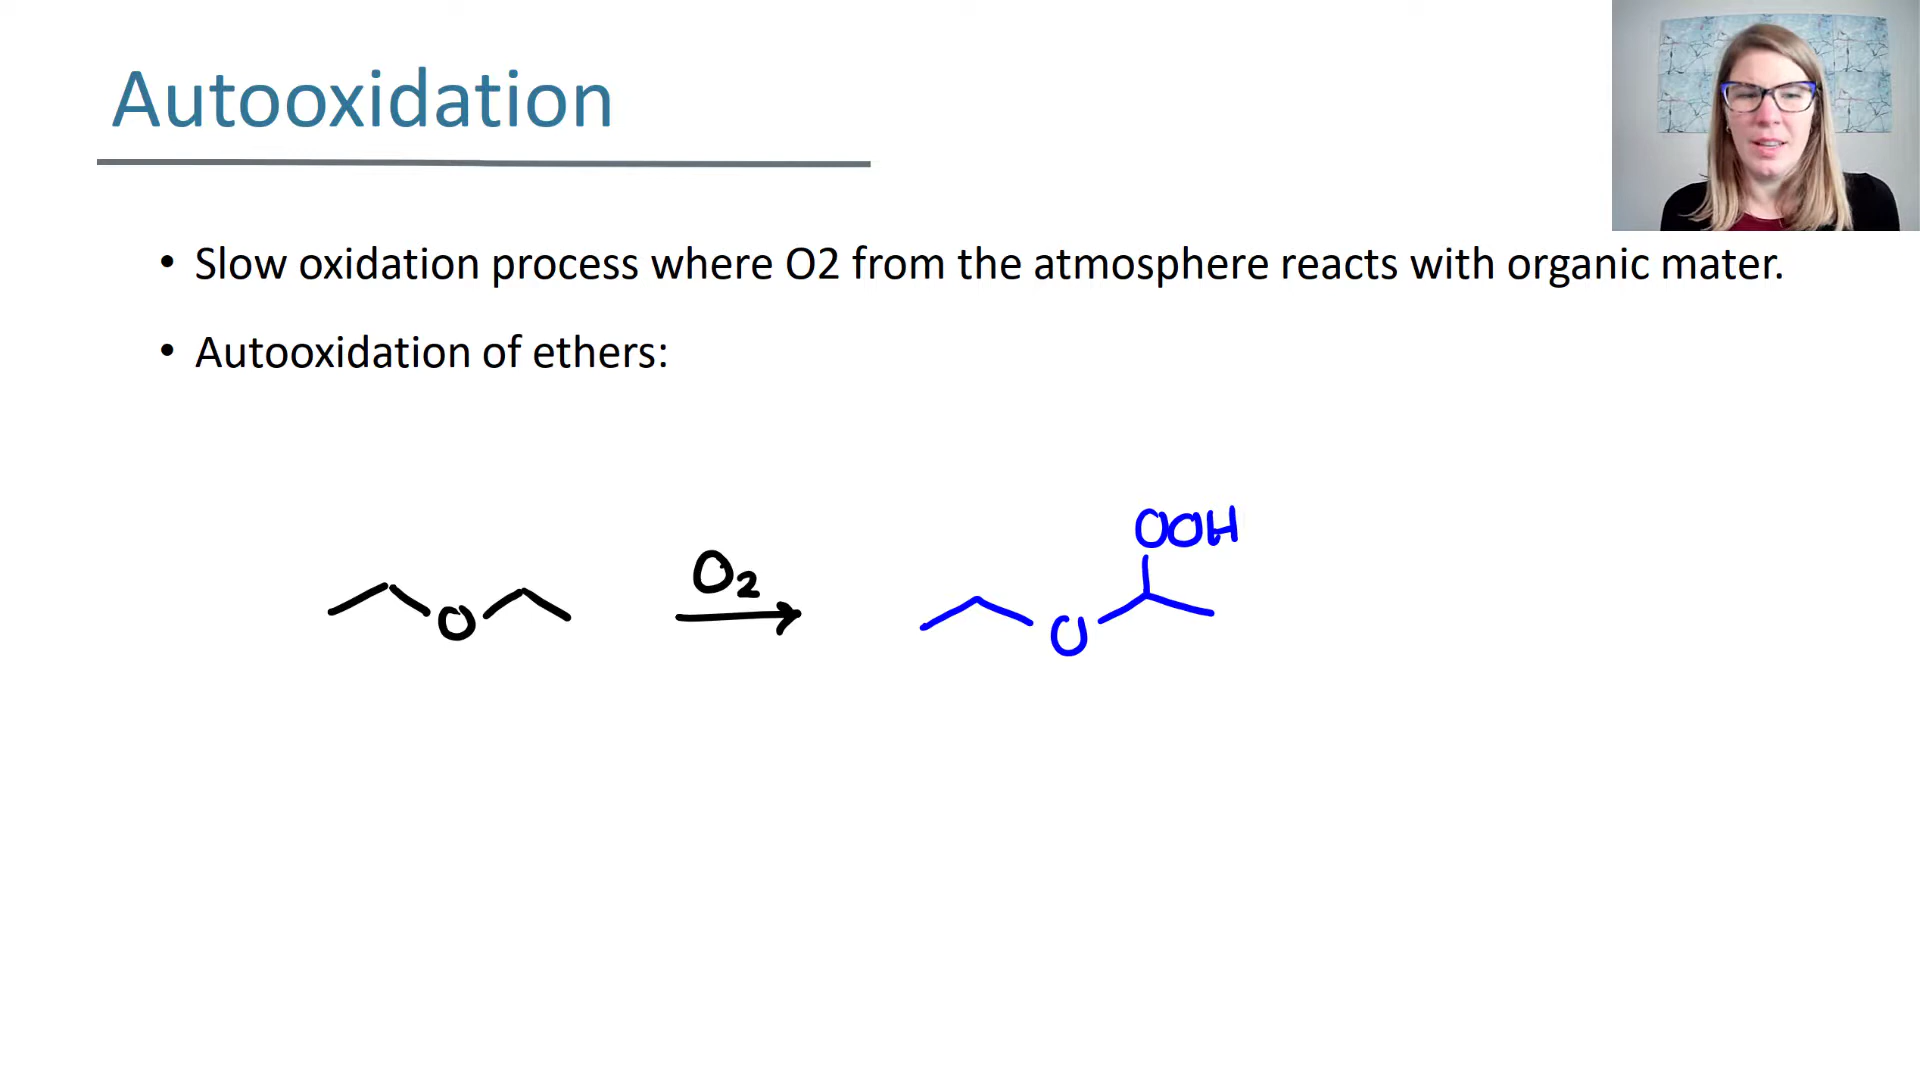 Autooxidation
• Slow oxidation process where O2 from the atmosphere reacts with organic mater.
• Autooxidation of ethers:
OOH
O₂
O
O